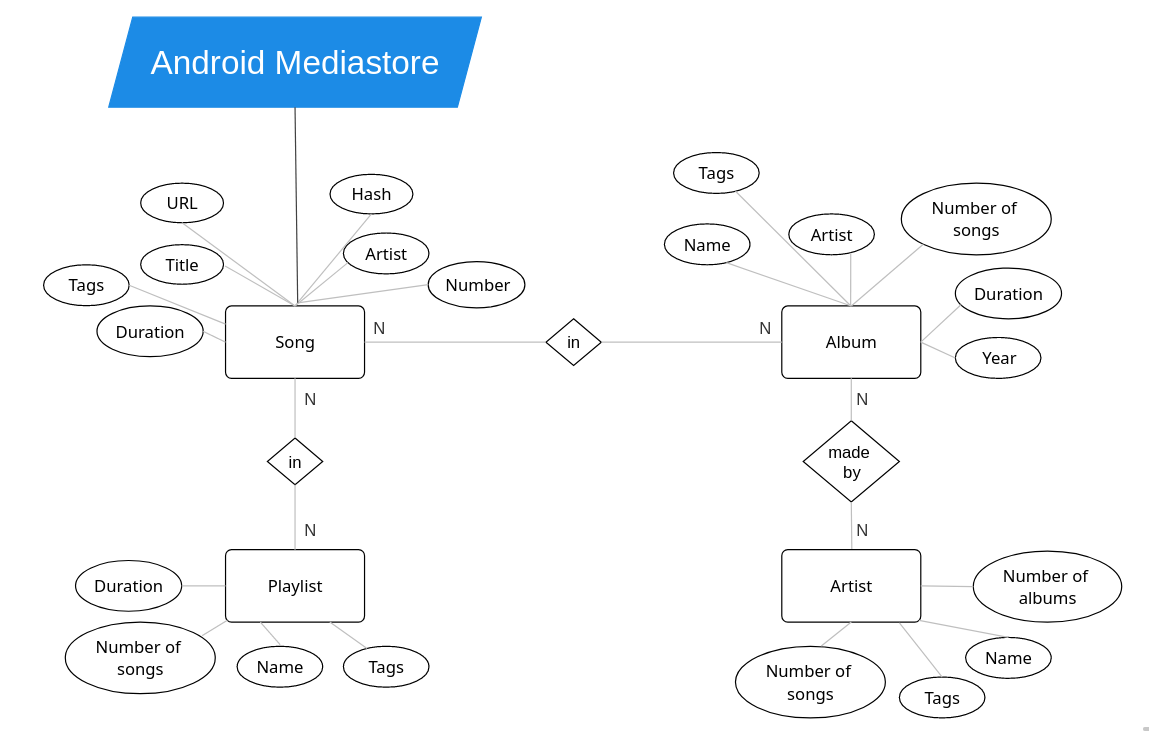 Android Mediastore
Tags
Hash
URL
Number of
songs
Artist
Name
Artist
Title
Tags
Number
Duration
Duration
N
N
Song
in
Album
Year
N
N
made
by
in
N
N
Duration
Playlist
Artist
Number of
albums
Number of
songs
Name
Tags
Name
Number of
songs
Tags